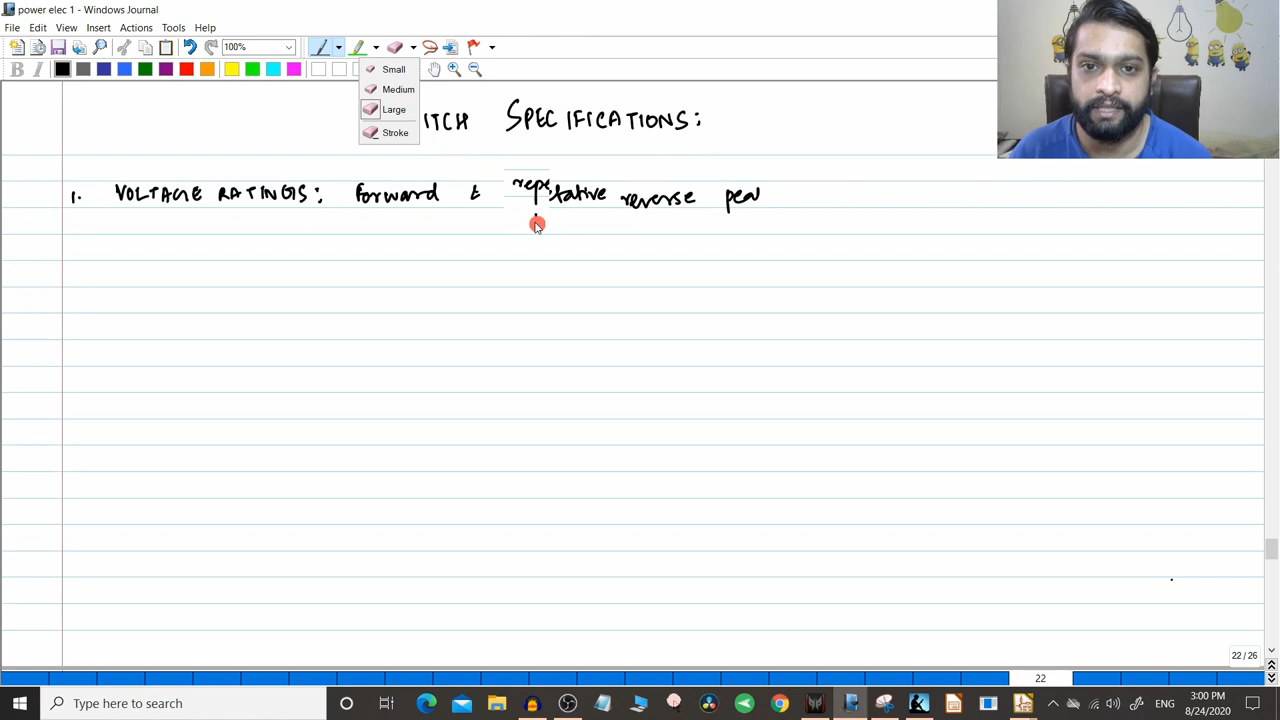 power elec 1 - Windows Journal
File Edit View Insert Actions Tools Help
100%
B I
Small
Medium
Large
Stroke
ITCH SPECIFICATIONS:
1. VOLTAGE RATINGS: Forward & repetative reverse pea
22 / 26
22
Type here to search
ENG
3:00 PM
8/24/2020